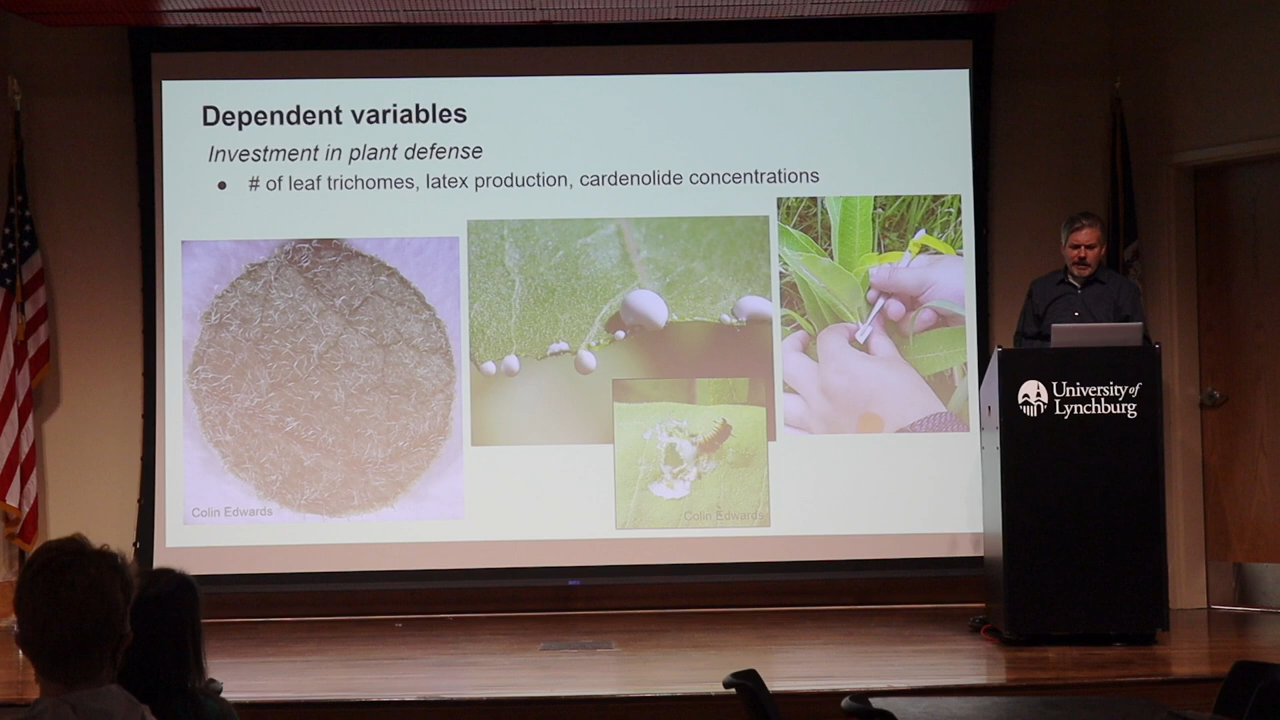 Dependent variables
Investment in plant defense
● # of leaf trichomes, latex production, cardenolide concentrations
Colin Edwards
Colin Edwards
University of
Lynchburg